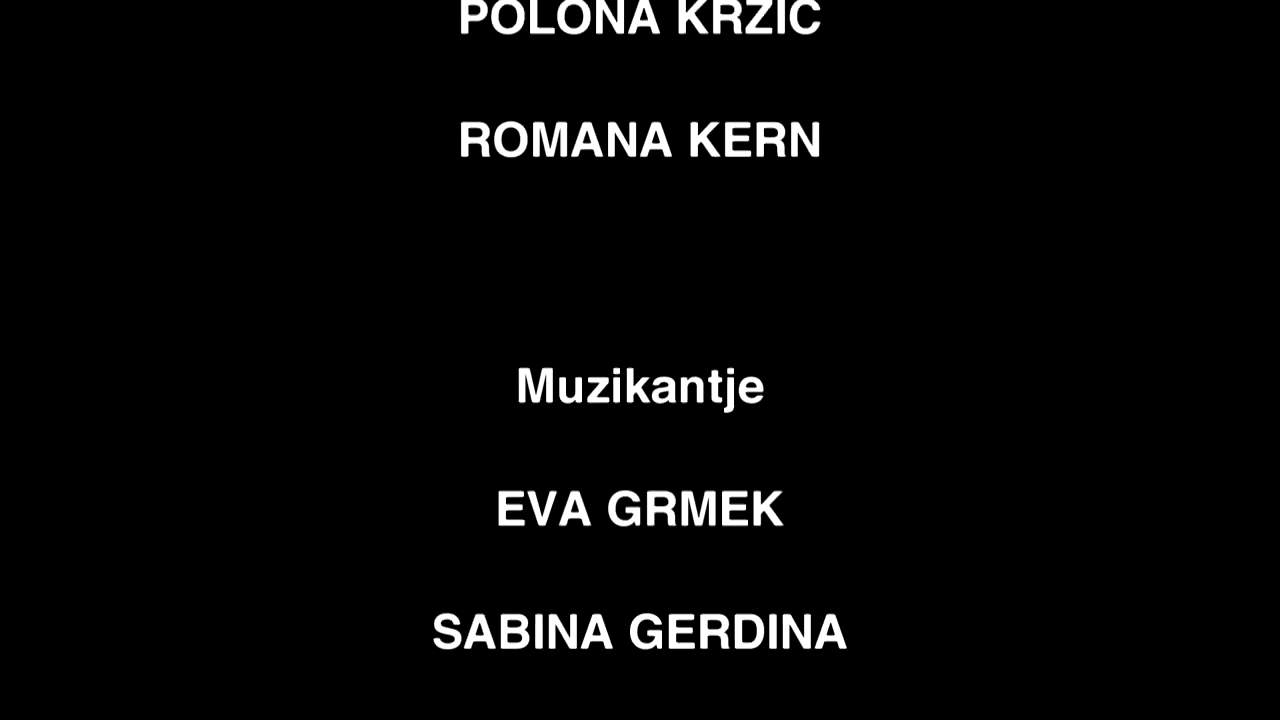 POLONA KRZIC
ROMANA KERN
Muzikantje
EVA GRMEK
SABINA GERDINA